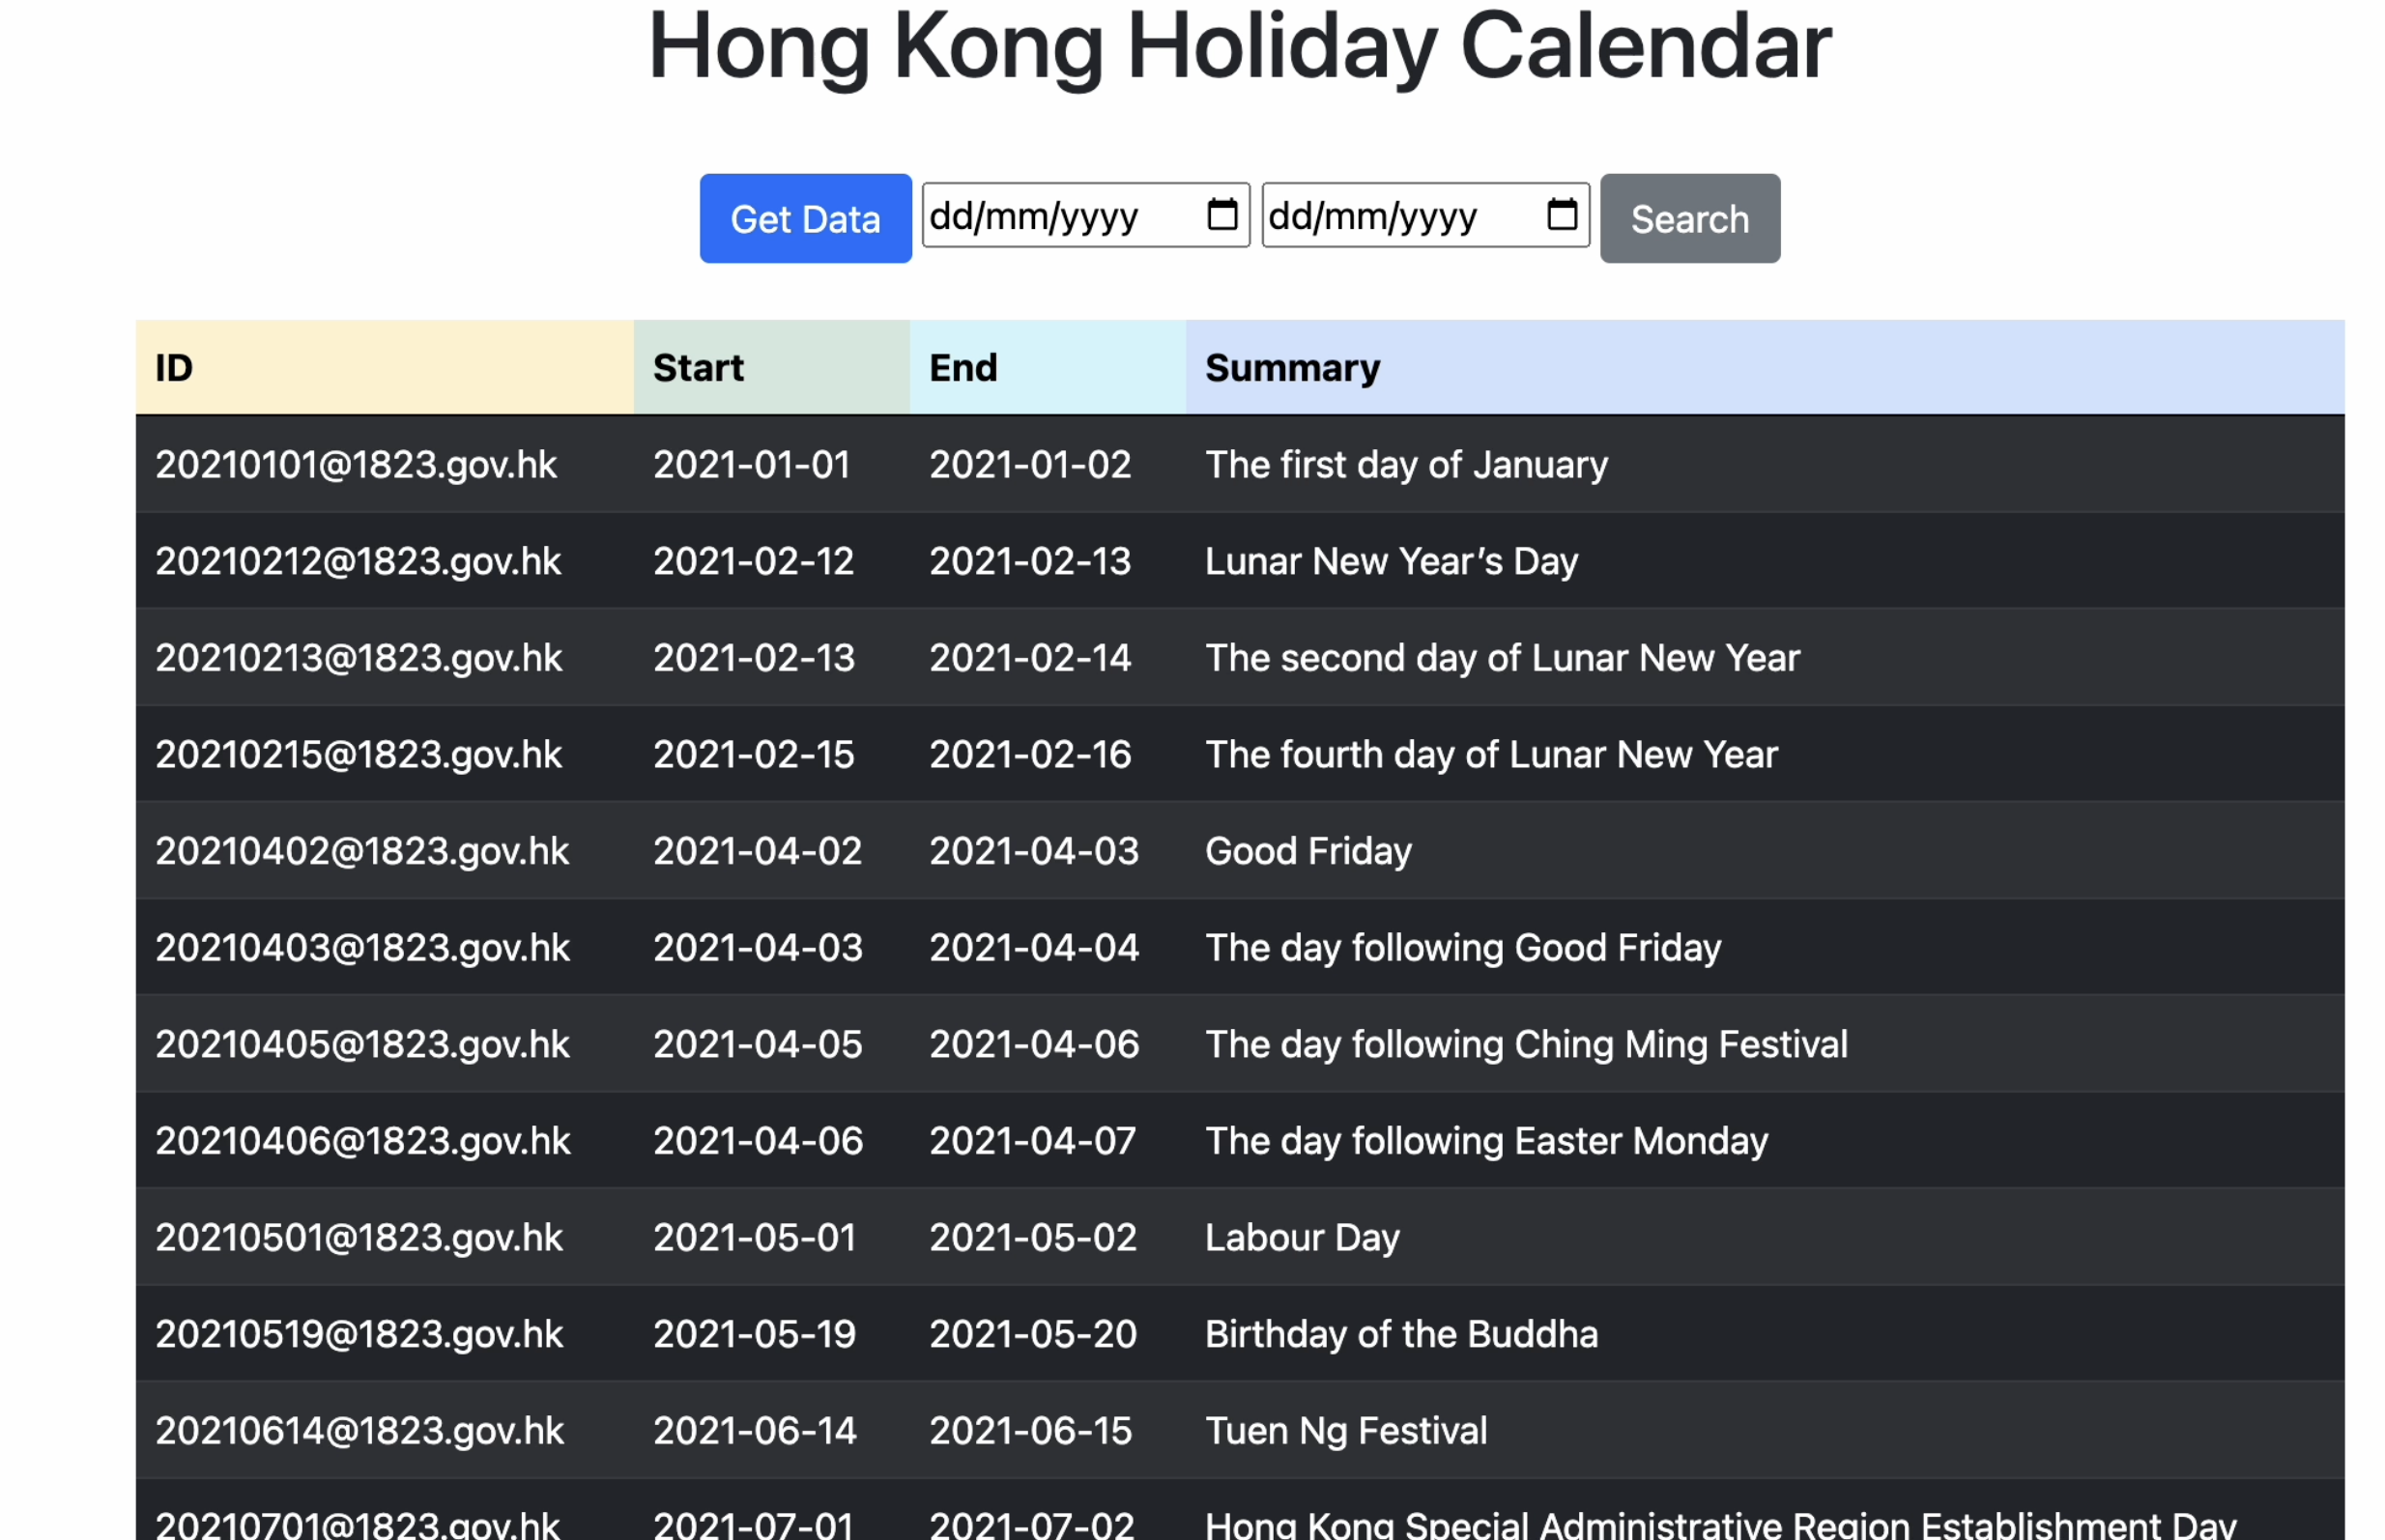 Hong Kong Holiday Calendar
Get Data dd/mm/yyyy dd/mm/yyyy Search
ID Start End Summary
20210101@1823.gov.hk 2021-01-01 2021-01-02 The first day of January
20210212@1823.gov.hk 2021-02-12 2021-02-13 Lunar New Year’s Day
20210213@1823.gov.hk 2021-02-13 2021-02-14 The second day of Lunar New Year
20210215@1823.gov.hk 2021-02-15 2021-02-16 The fourth day of Lunar New Year
20210402@1823.gov.hk 2021-04-02 2021-04-03 Good Friday
20210403@1823.gov.hk 2021-04-03 2021-04-04 The day following Good Friday
20210405@1823.gov.hk 2021-04-05 2021-04-06 The day following Ching Ming Festival
20210406@1823.gov.hk 2021-04-06 2021-04-07 The day following Easter Monday
20210501@1823.gov.hk 2021-05-01 2021-05-02 Labour Day
20210519@1823.gov.hk 2021-05-19 2021-05-20 Birthday of the Buddha
20210614@1823.gov.hk 2021-06-14 2021-06-15 Tuen Ng Festival
20210701@1823.gov.hk 2021-07-01 2021-07-02 Hong Kong Special Administrative Region Establishment Day